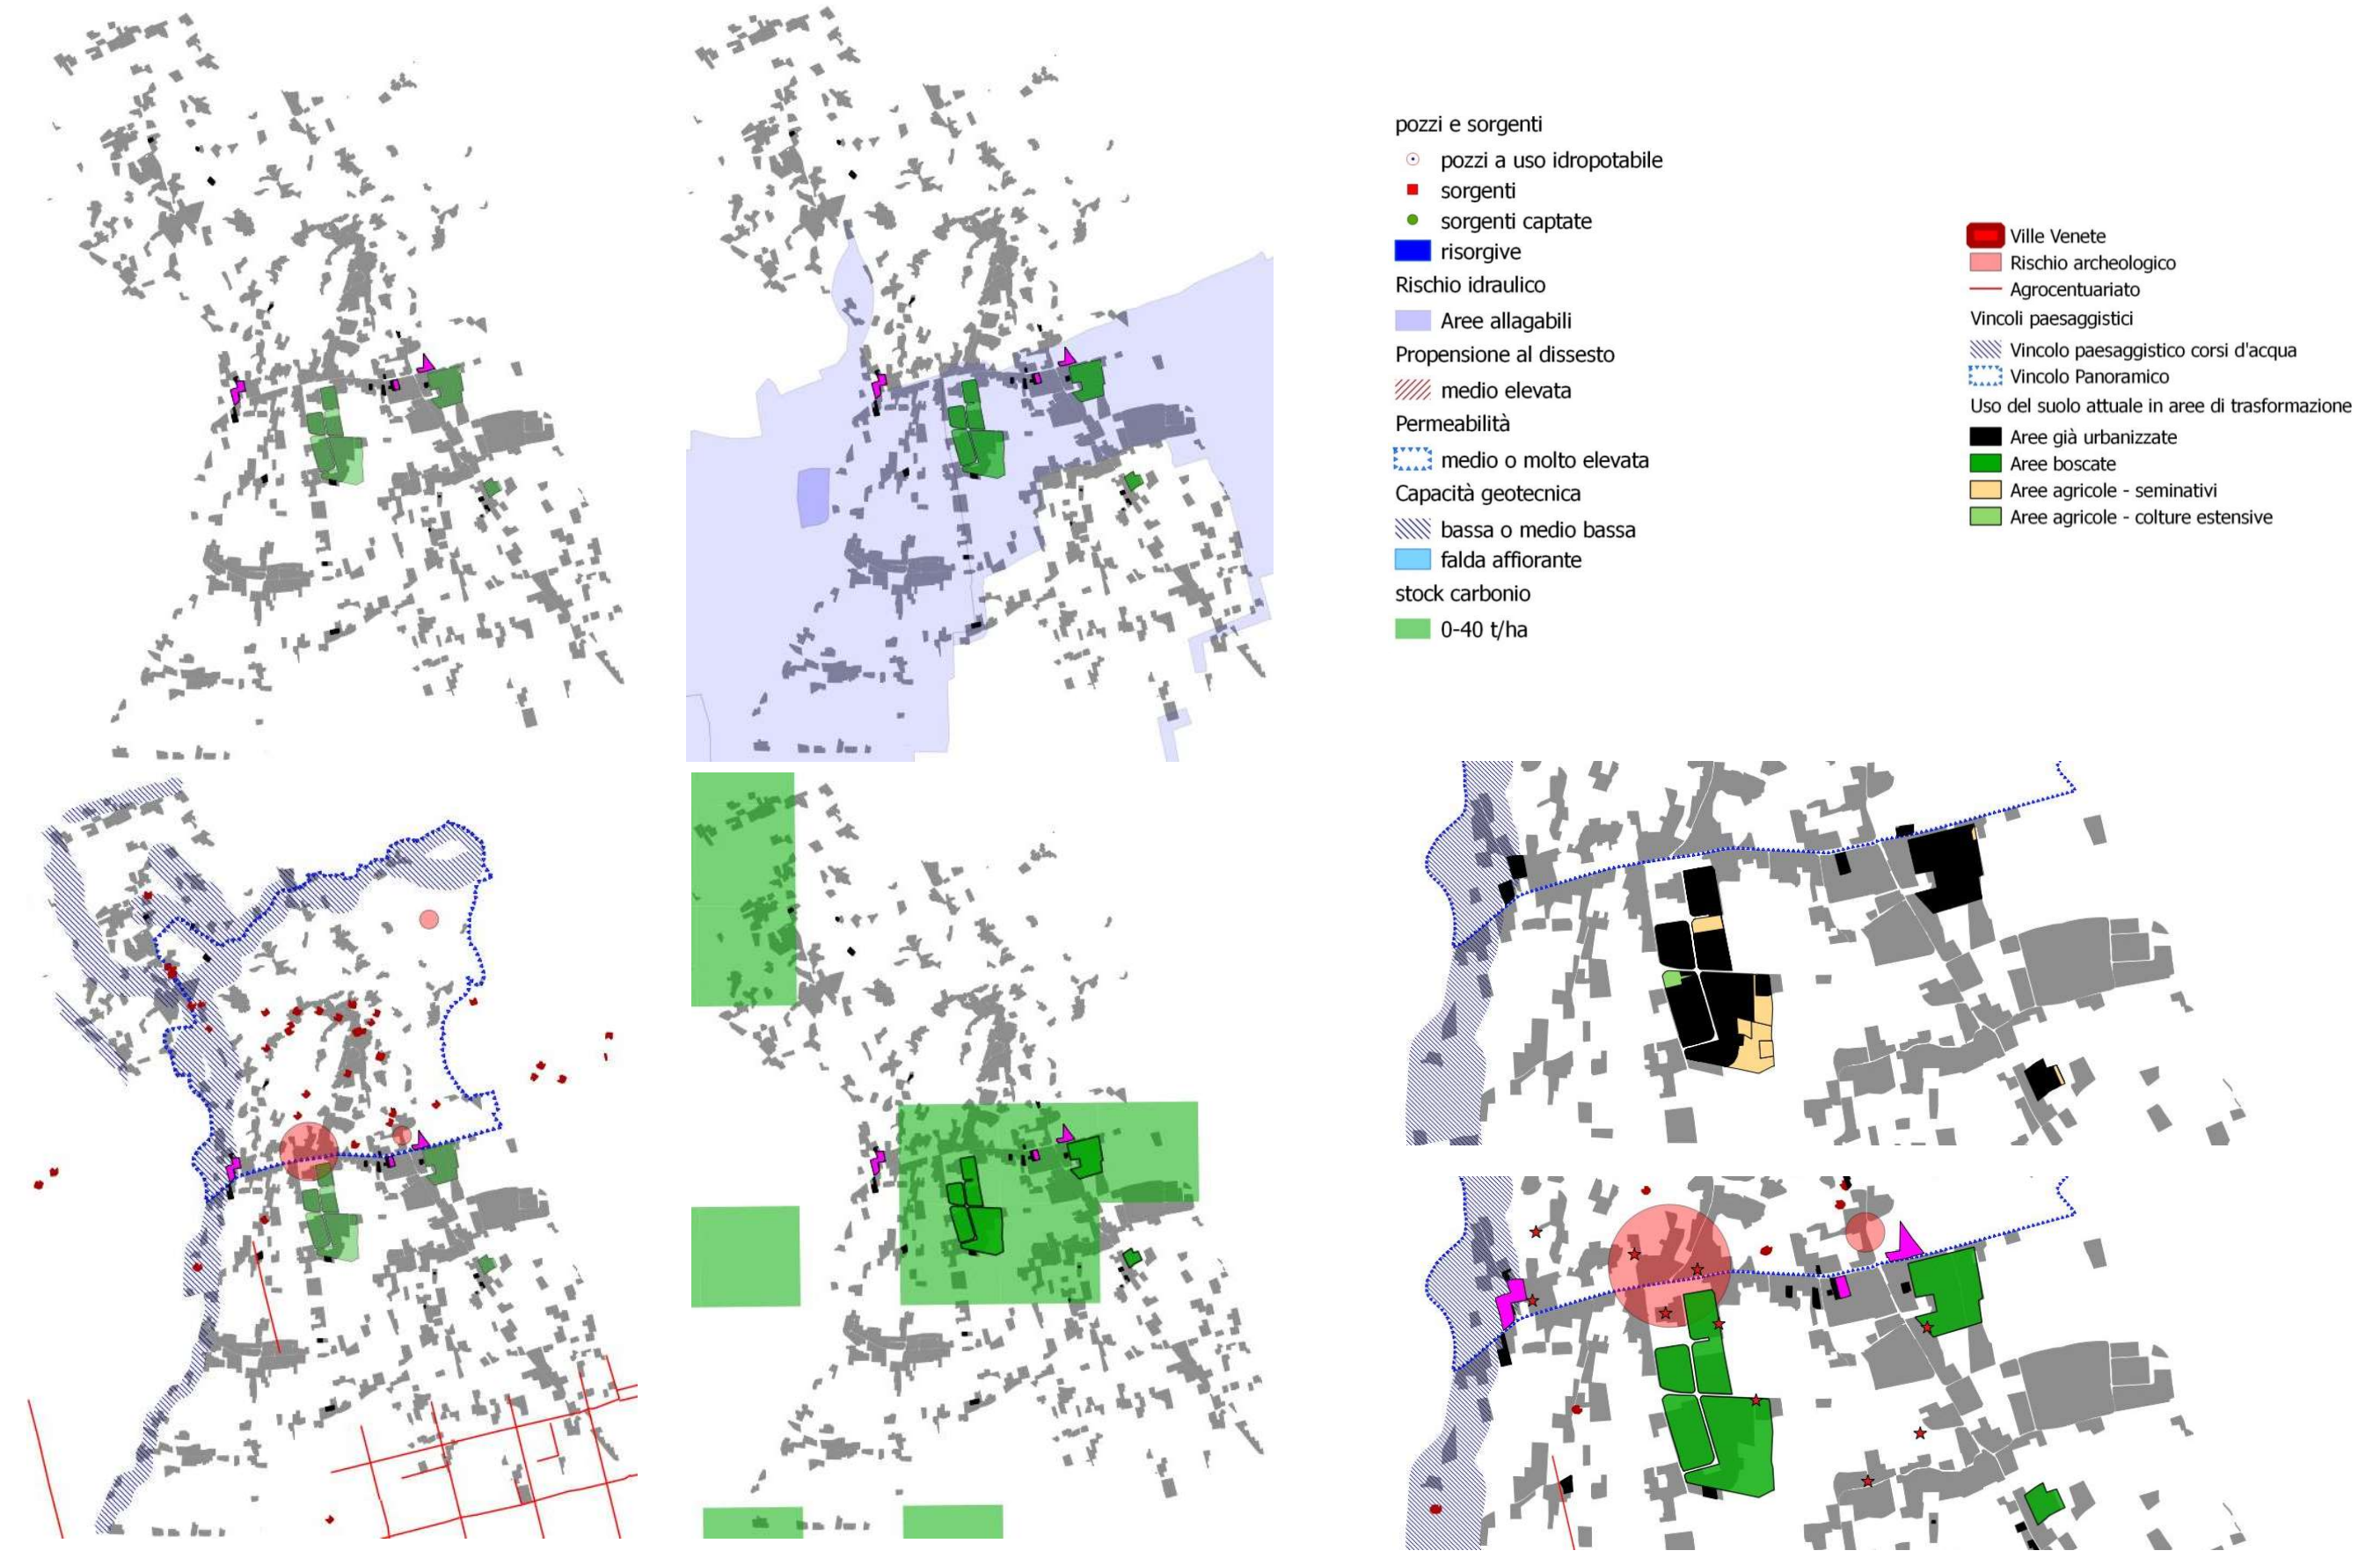 pozzi e sorgenti
pozzi a uso idropotabile
sorgenti
sorgenti captate
risorgive
Rischio idraulico
Aree allagabili
Propensione al dissesto
medio elevata
Permeabilità
medio o molto elevata
Capacità geotecnica
bassa o medio bassa
falda affiorante
stock carbonio
0-40 t/ha
Ville Venete
Rischio archeologico
Agrocentuariato
Vincoli paesaggistici
Vincolo paesaggistico corsi d'acqua
Vincolo Panoramico
Uso del suolo attuale in aree di trasformazione
Aree già urbanizzate
Aree boscate
Aree agricole - seminativi
Aree agricole - colture estensive